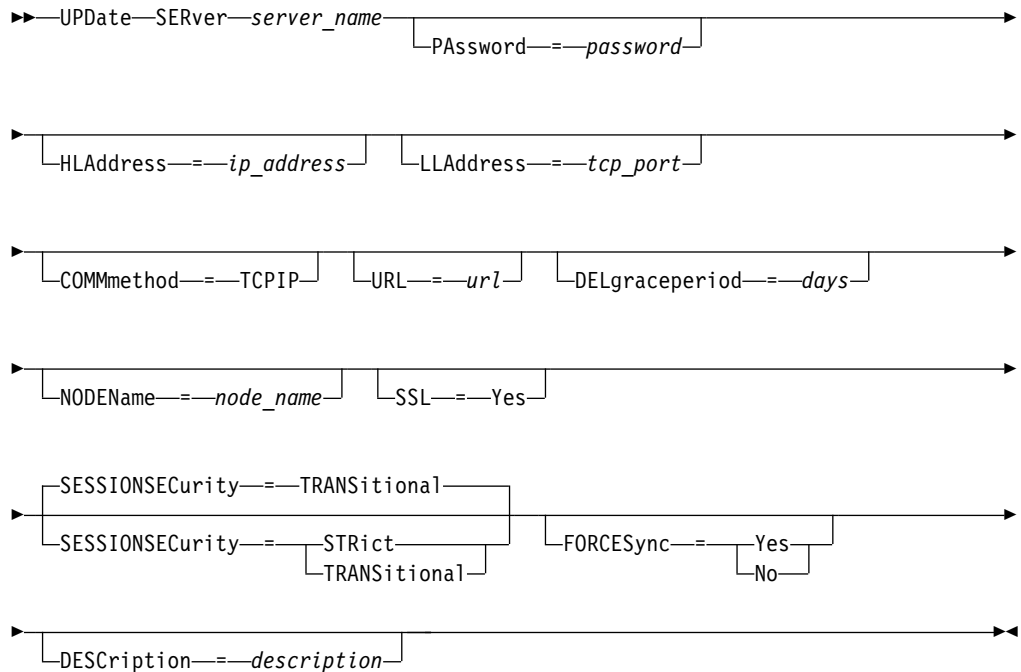 UPDate SERver server_name
PAssword = password
HLAddress = ip_address LLAddress = tcp_port
COMMmethod = TCPIP URL = url DELgraceperiod = days
NODEName = node_name SSL = Yes
SESSIONSECurity = TRANSitional
SESSIONSECurity = STRict FORCESync = Yes
TRANSitional No
DESCription = description